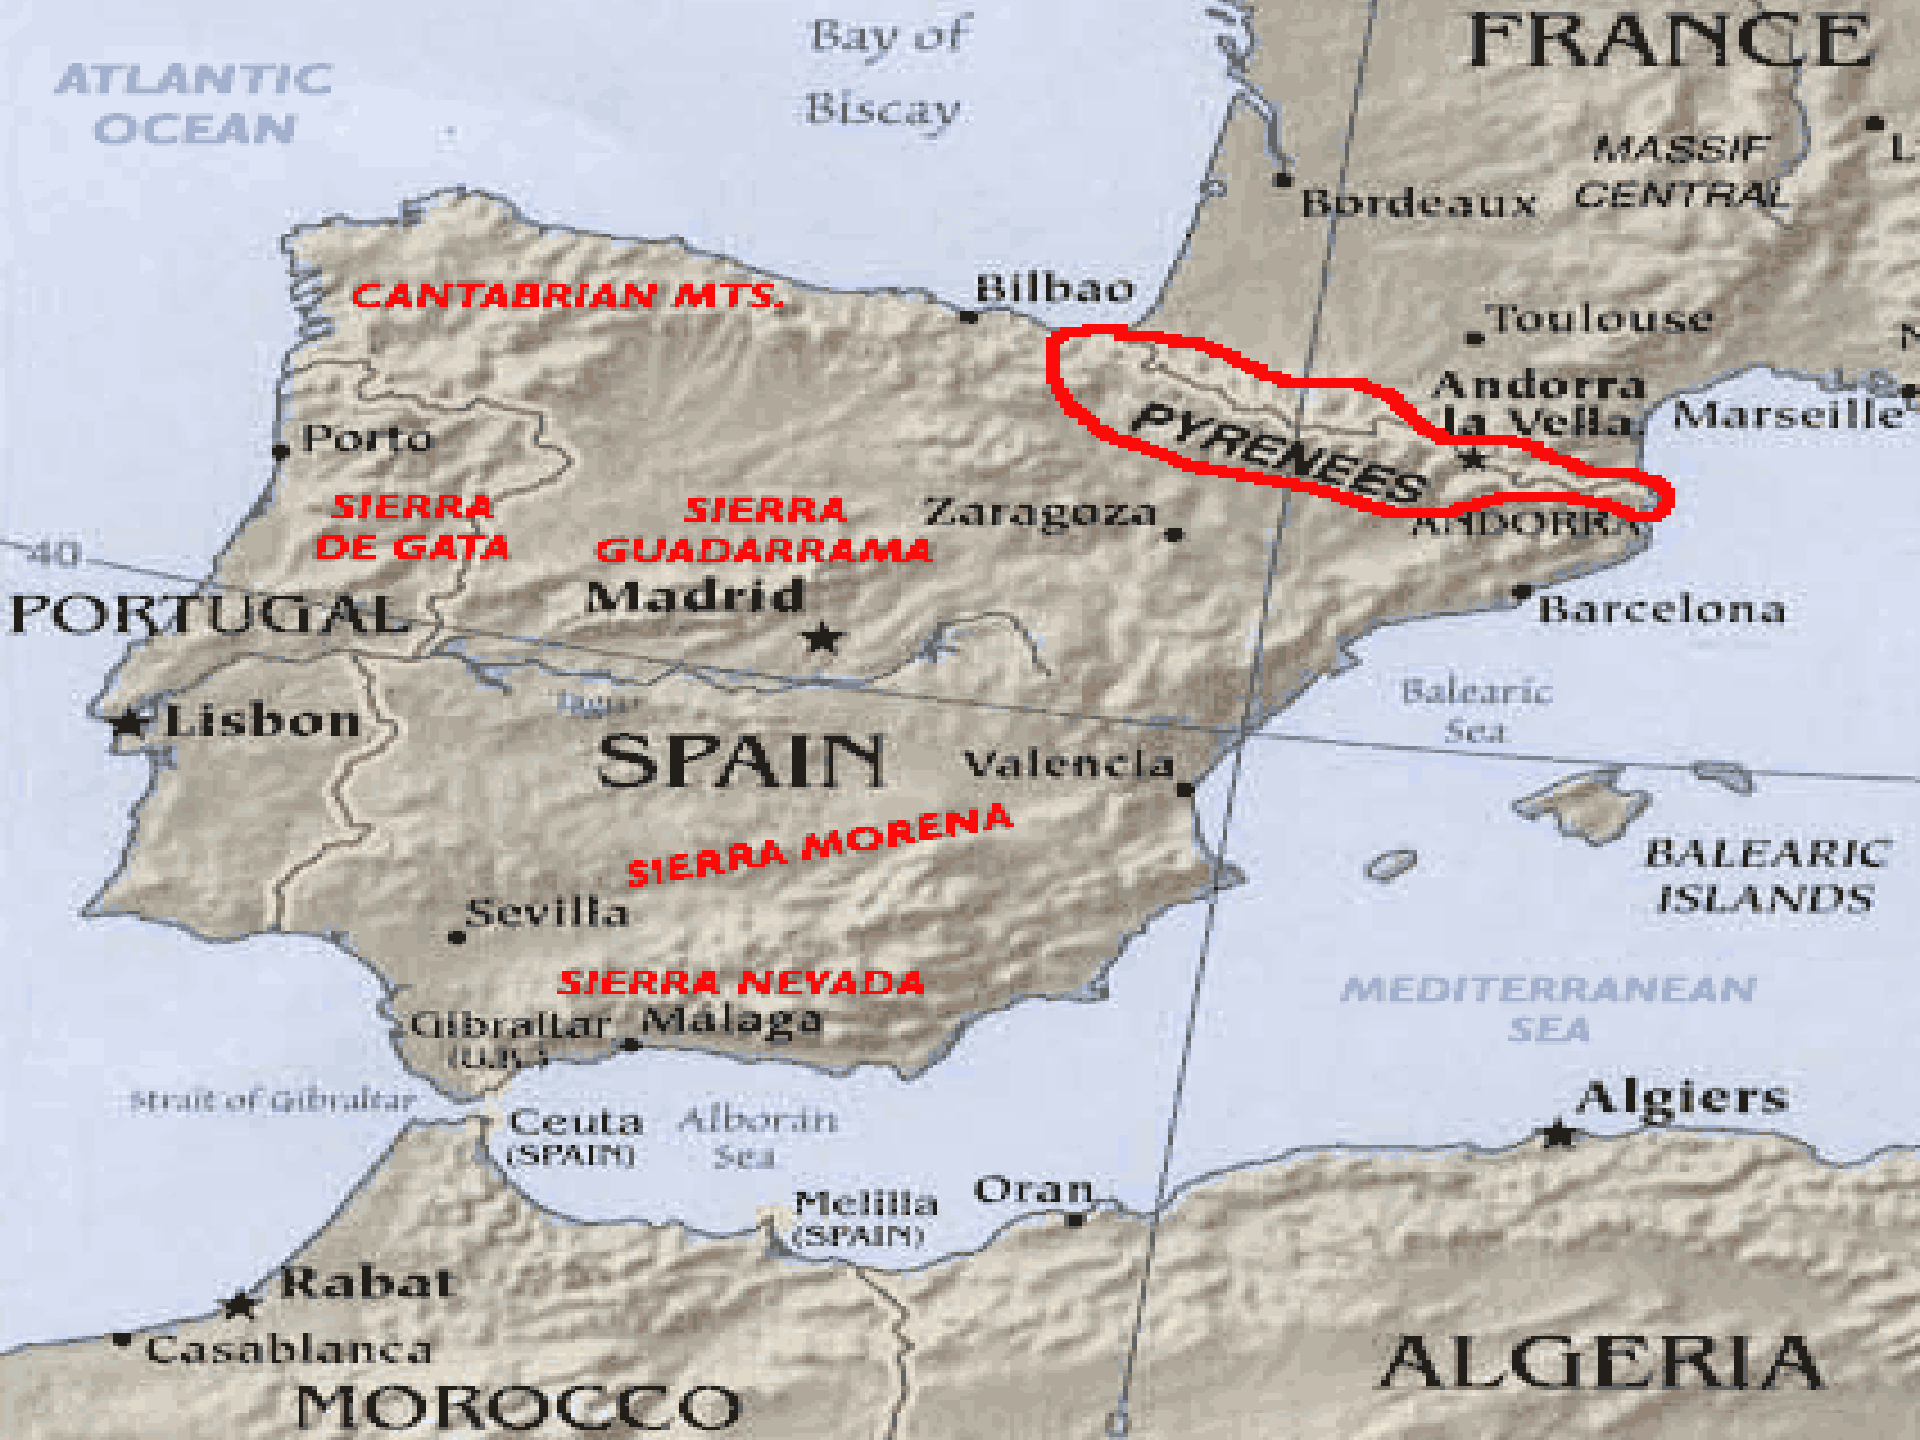 FRANCE
Bay of
Biscay
ATLANTIC
OCEAN
MASSIF
CENTRAL
L
Bordeaux
CANTABRIAN MTS.
Bilbao
Toulouse
N
Andorra
la Vella
Marseille
PYRENEES
Porto
SIERRA
DE GATA
SIERRA
GUADARRAMA
Zaragoza
ANDORRA
40
Madrid
PORTUGAL
Barcelona
Lisbon
Balearic
Sea
SPAIN
Valencia
SIERRA MORENA
BALEARIC
ISLANDS
Sevilla
SIERRA NEVADA
MEDITERRANEAN
SEA
Gibraltar
(U.K.)
Málaga
Strait of Gibraltar
Ceuta
(SPAIN)
Alborán
Sea
Algiers
Melilla
(SPAIN)
Oran
Rabat
Casablanca
ALGERIA
MOROCCO
0